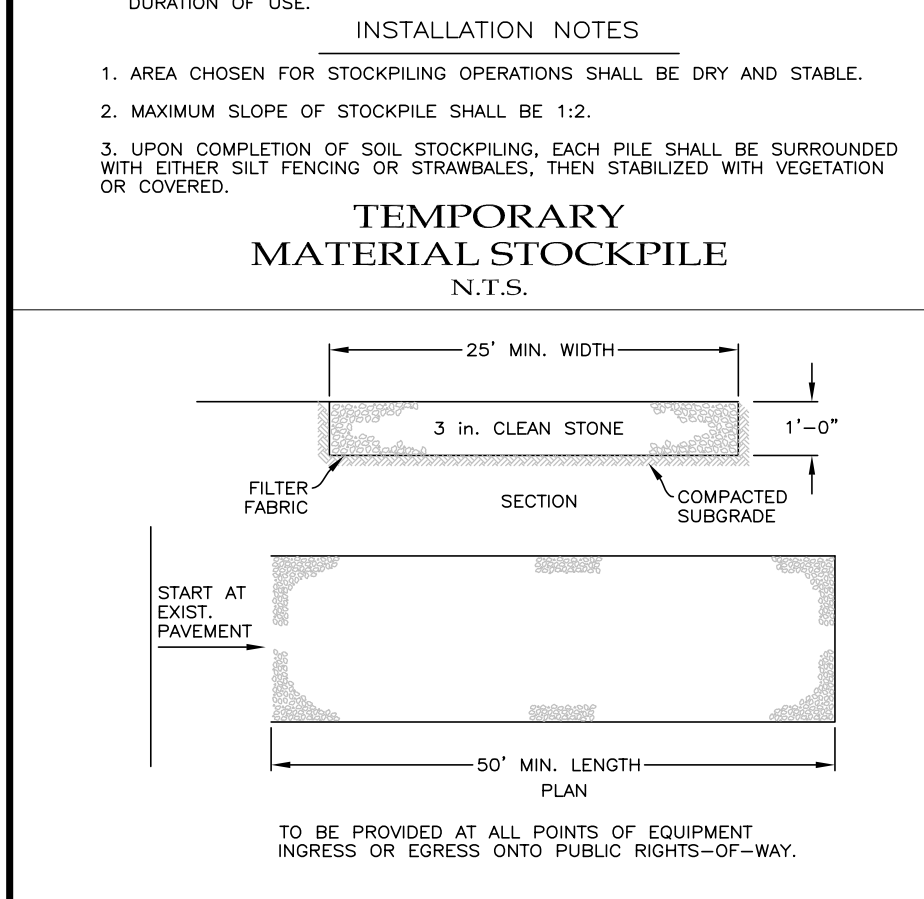 DURATION OF USE.
INSTALLATION NOTES
1. AREA CHOSEN FOR STOCKPILING OPERATIONS SHALL BE DRY AND STABLE.
2. MAXIMUM SLOPE OF STOCKPILE SHALL BE 1:2.
3. UPON COMPLETION OF SOIL STOCKPILING, EACH PILE SHALL BE SURROUNDED
WITH EITHER SILT FENCING OR STRAWBALES, THEN STABILIZED WITH VEGETATION
OR COVERED.
TEMPORARY
MATERIAL STOCKPILE
N.T.S.
25' MIN. WIDTH
3 in. CLEAN STONE
1'-0"
FILTER
FABRIC
SECTION
COMPACTED
SUBGRADE
START AT
EXIST.
PAVEMENT
50' MIN. LENGTH
PLAN
TO BE PROVIDED AT ALL POINTS OF EQUIPMENT
INGRESS OR EGRESS ONTO PUBLIC RIGHTS-OF-WAY.